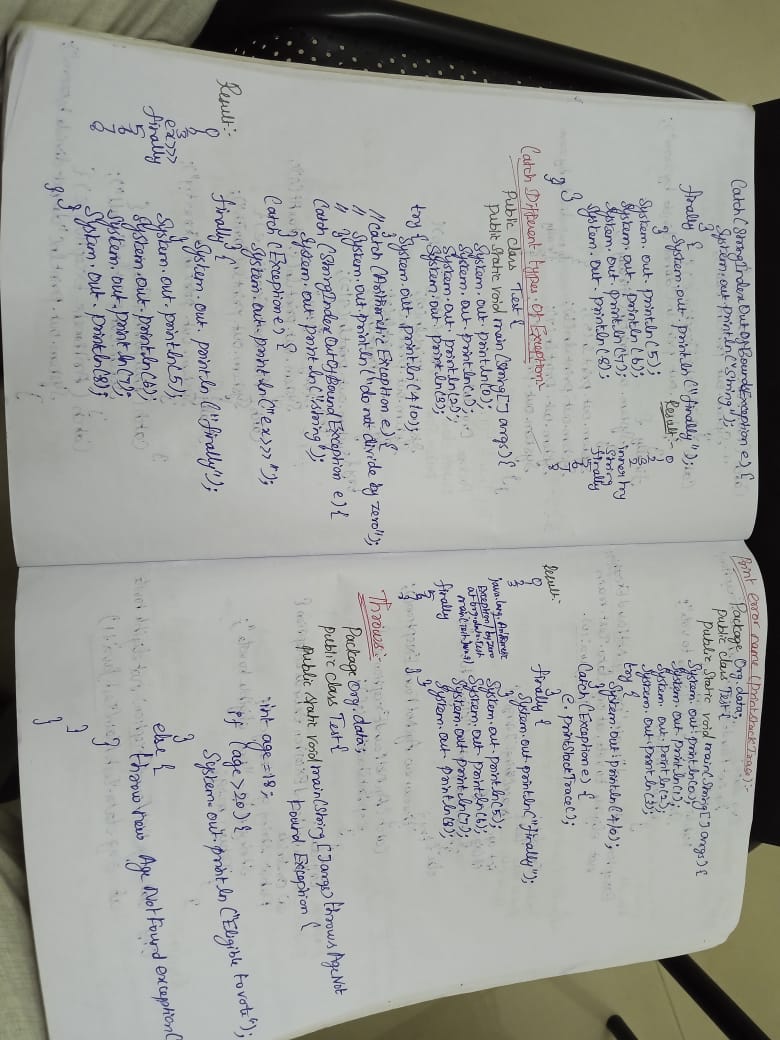 Catch (StringIndexOutOfBoundsException e) {
System.out.println("String");
}
finally {
System.out.println("finally");
}
Result:-
0
1
2
3
2
inner try
String
finally
5
6
7
8
System.out.println(5);
System.out.println(6);
System.out.println(7);
System.out.println(8);
}
}
Catch Different types of Exception:-
Public class Test {
public static void main (String[] args) {
System.out.println(0);
System.out.println(1);
System.out.println(2);
System.out.println(3);
try {
System.out.println(4/0);
}
//catch (Arithmetic Exception e) {
// System.out.println("do not divide by zero");
// }
Catch (StringIndexOutOfBound Exception e) {
System.out.println("string");
}
Catch (Exception e) {
System.out.println("ex>>>");
}
finally {
System.out.println("finally");
}
System.out.println(5);
System.out.println(6);
System.out.println(7);
System.out.println(8);
}
}
Result:-
0
1
2
3
ex>>>
finally
5
6
7
8
Print error name (printStackTrace):-
Package Org.data;
public class Test {
public static void main(String[] args) {
System.out.println(0);
System.out.println(1);
System.out.println(2);
System.out.println(3);
try {
System.out.println(4/0);
}
Catch (Exception e) {
e.printStackTrace();
}
finally {
System.out.println("finally");
}
System.out.println(5);
System.out.println(6);
System.out.println(7);
System.out.println(8);
}
}
Result:
0
1
2
3
java.lang.Arithmetic
Exception / by zero
at org.data.Test
main(Test.java:9)
finally
5
6
7
8
Throws:-
Package Org.data;
public class Test {
public static void main(String[] args) throws Age Not
Found Exception {
int age = 18;
if (age > 20) {
System.out.println ("Eligible to vote");
}
else {
throw new Age Not Found exception(
}
}
}